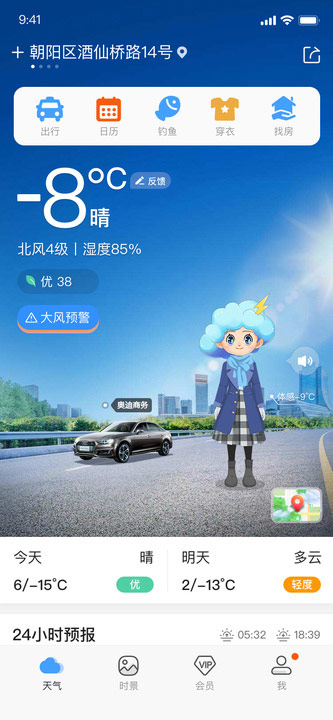 9:41
朝阳区酒仙桥路14号
出行 日历 钓鱼 穿衣 找房
-8°C
反馈
晴
北风4级 | 湿度85%
优 38
大风预警
奥迪商务
体感-9°C
今天 晴 明天 多云
6/-15°C 优 2/-13°C 轻度
24小时预报 05:32 18:39
VIP
天气 时景 会员 我